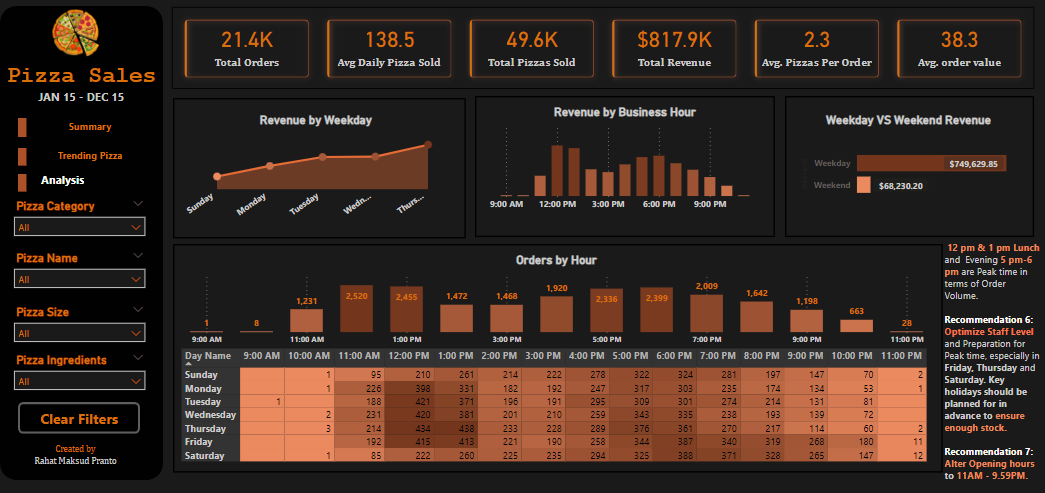 Pizza Sales
JAN 15 - DEC 15
Summary
Trending Pizza
Analysis
Pizza Category
All
Pizza Name
All
Pizza Size
All
Pizza Ingredients
All
Clear Filters
Created by
Rahat Maksud Pranto
21.4K
Total Orders
138.5
Avg Daily Pizza Sold
49.6K
Total Pizzas Sold
$817.9K
Total Revenue
2.3
Avg. Pizzas Per Order
38.3
Avg. order value
Revenue by Weekday
Sunday
Monday
Tuesday
Wedn...
Thurs...
Revenue by Business Hour
9:00 AM 12:00 PM 3:00 PM 6:00 PM 9:00 PM
Weekday VS Weekend Revenue
Weekday $749,629.85
Weekend $68,230.20
Orders by Hour
1 8 1,231 2,520 2,455 1,472 1,468 1,920 2,336 2,399 2,009 1,642 1,198 663 28
9:00 AM 11:00 AM 1:00 PM 3:00 PM 5:00 PM 7:00 PM 9:00 PM 11:00 PM
Day Name 9:00 AM 10:00 AM 11:00 AM 12:00 PM 1:00 PM 2:00 PM 3:00 PM 4:00 PM 5:00 PM 6:00 PM 7:00 PM 8:00 PM 9:00 PM 10:00 PM 11:00 PM
Sunday 1 95 210 261 214 222 278 322 324 281 197 147 70 2
Monday 1 226 398 331 182 192 247 317 303 235 174 134 53 1
Tuesday 1 188 421 371 196 191 295 309 301 274 214 131 81
Wednesday 2 231 420 381 201 210 259 343 335 238 193 139 72
Thursday 3 214 434 438 233 228 289 376 361 270 217 114 60 2
Friday 192 415 413 221 190 258 344 387 340 319 268 180 11
Saturday 1 85 222 260 225 235 294 325 388 371 328 265 147 12
12 pm & 1 pm Lunch
and Evening 5 pm-6
pm are Peak time in
terms of Order
Volume.
Recommendation 6:
Optimize Staff Level
and Preparation for
Peak time, especially in
Friday, Thursday and
Saturday. Key
holidays should be
planned for in
advance to ensure
enough stock.
Recommendation 7:
Alter Opening hours
to 11AM - 9.59PM.